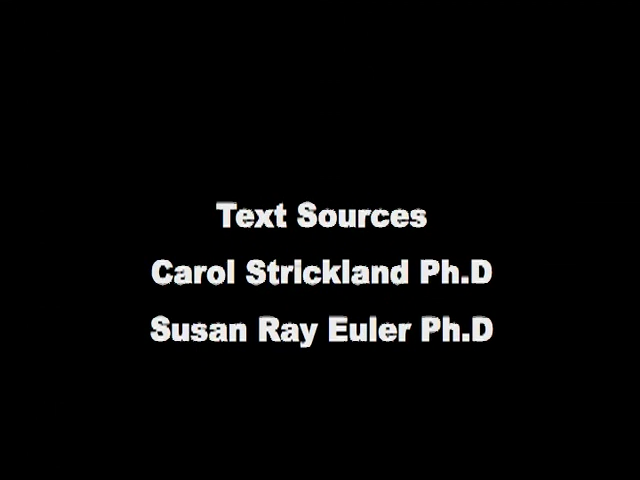 Text Sources
Carol Strickland Ph.D
Susan Ray Euler Ph.D